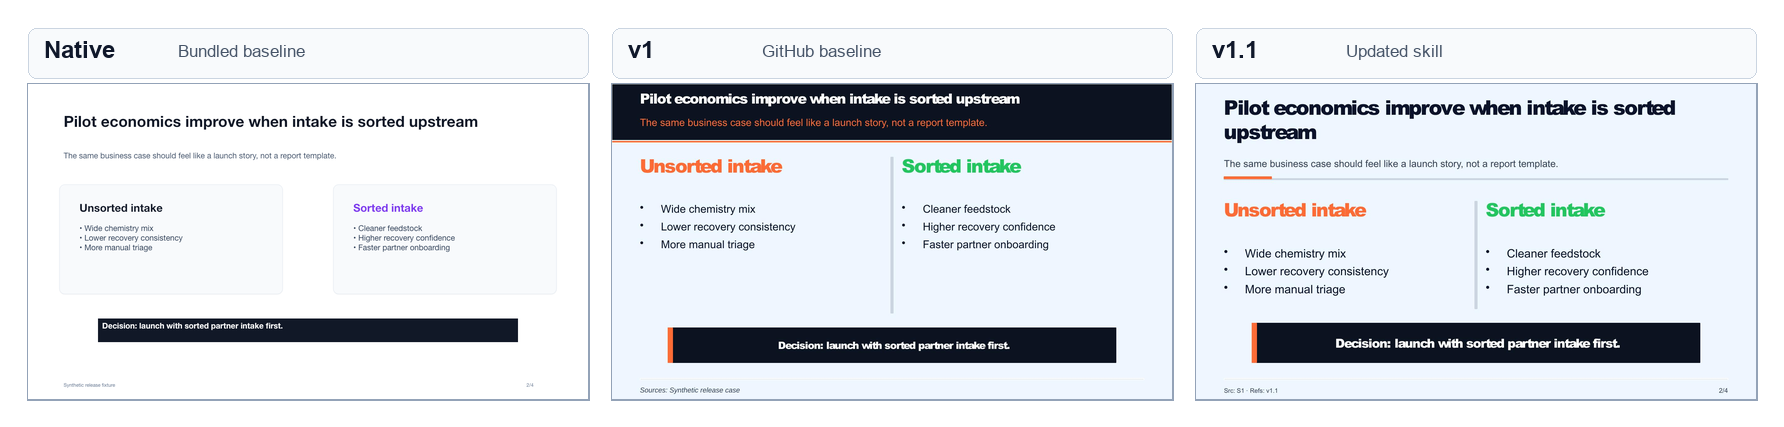 Native Bundled baseline
Pilot economics improve when intake is sorted upstream
The same business case should feel like a launch story, not a report template.
Unsorted intake
• Wide chemistry mix
• Lower recovery consistency
• More manual triage
Sorted intake
• Cleaner feedstock
• Higher recovery confidence
• Faster partner onboarding
Decision: launch with sorted partner intake first.
Synthetic release fixture 2/4
v1 GitHub baseline
Pilot economics improve when intake is sorted upstream
The same business case should feel like a launch story, not a report template.
Unsorted intake
• Wide chemistry mix
• Lower recovery consistency
• More manual triage
Sorted intake
• Cleaner feedstock
• Higher recovery confidence
• Faster partner onboarding
Decision: launch with sorted partner intake first.
Sources: Synthetic release case
v1.1 Updated skill
Pilot economics improve when intake is sorted
upstream
The same business case should feel like a launch story, not a report template.
Unsorted intake
• Wide chemistry mix
• Lower recovery consistency
• More manual triage
Sorted intake
• Cleaner feedstock
• Higher recovery confidence
• Faster partner onboarding
Decision: launch with sorted partner intake first.
Src: S1 · Refs: v1.1 2/4